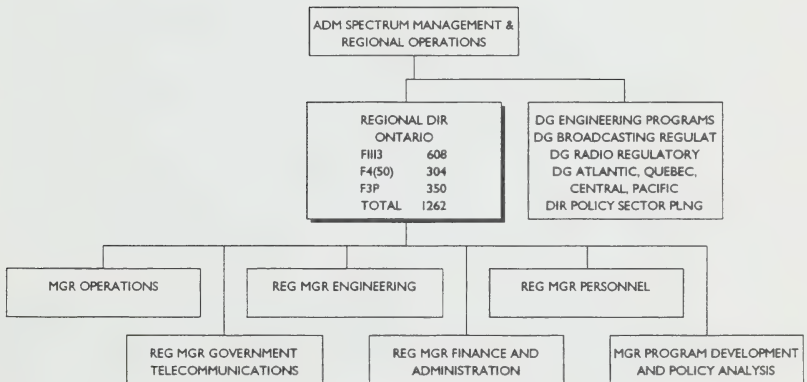 ADM SPECTRUM MANAGEMENT &
REGIONAL OPERATIONS
REGIONAL DIR
ONTARIO
FIII3 608
F4(50) 304
F3P 350
TOTAL 1262
DG ENGINEERING PROGRAMS
DG BROADCASTING REGULAT
DG RADIO REGULATORY
DG ATLANTIC, QUEBEC,
CENTRAL, PACIFIC
DIR POLICY SECTOR PLNG
MGR OPERATIONS
REG MGR ENGINEERING
REG MGR PERSONNEL
REG MGR GOVERNMENT
TELECOMMUNICATIONS
REG MGR FINANCE AND
ADMINISTRATION
MGR PROGRAM DEVELOPMENT
AND POLICY ANALYSIS